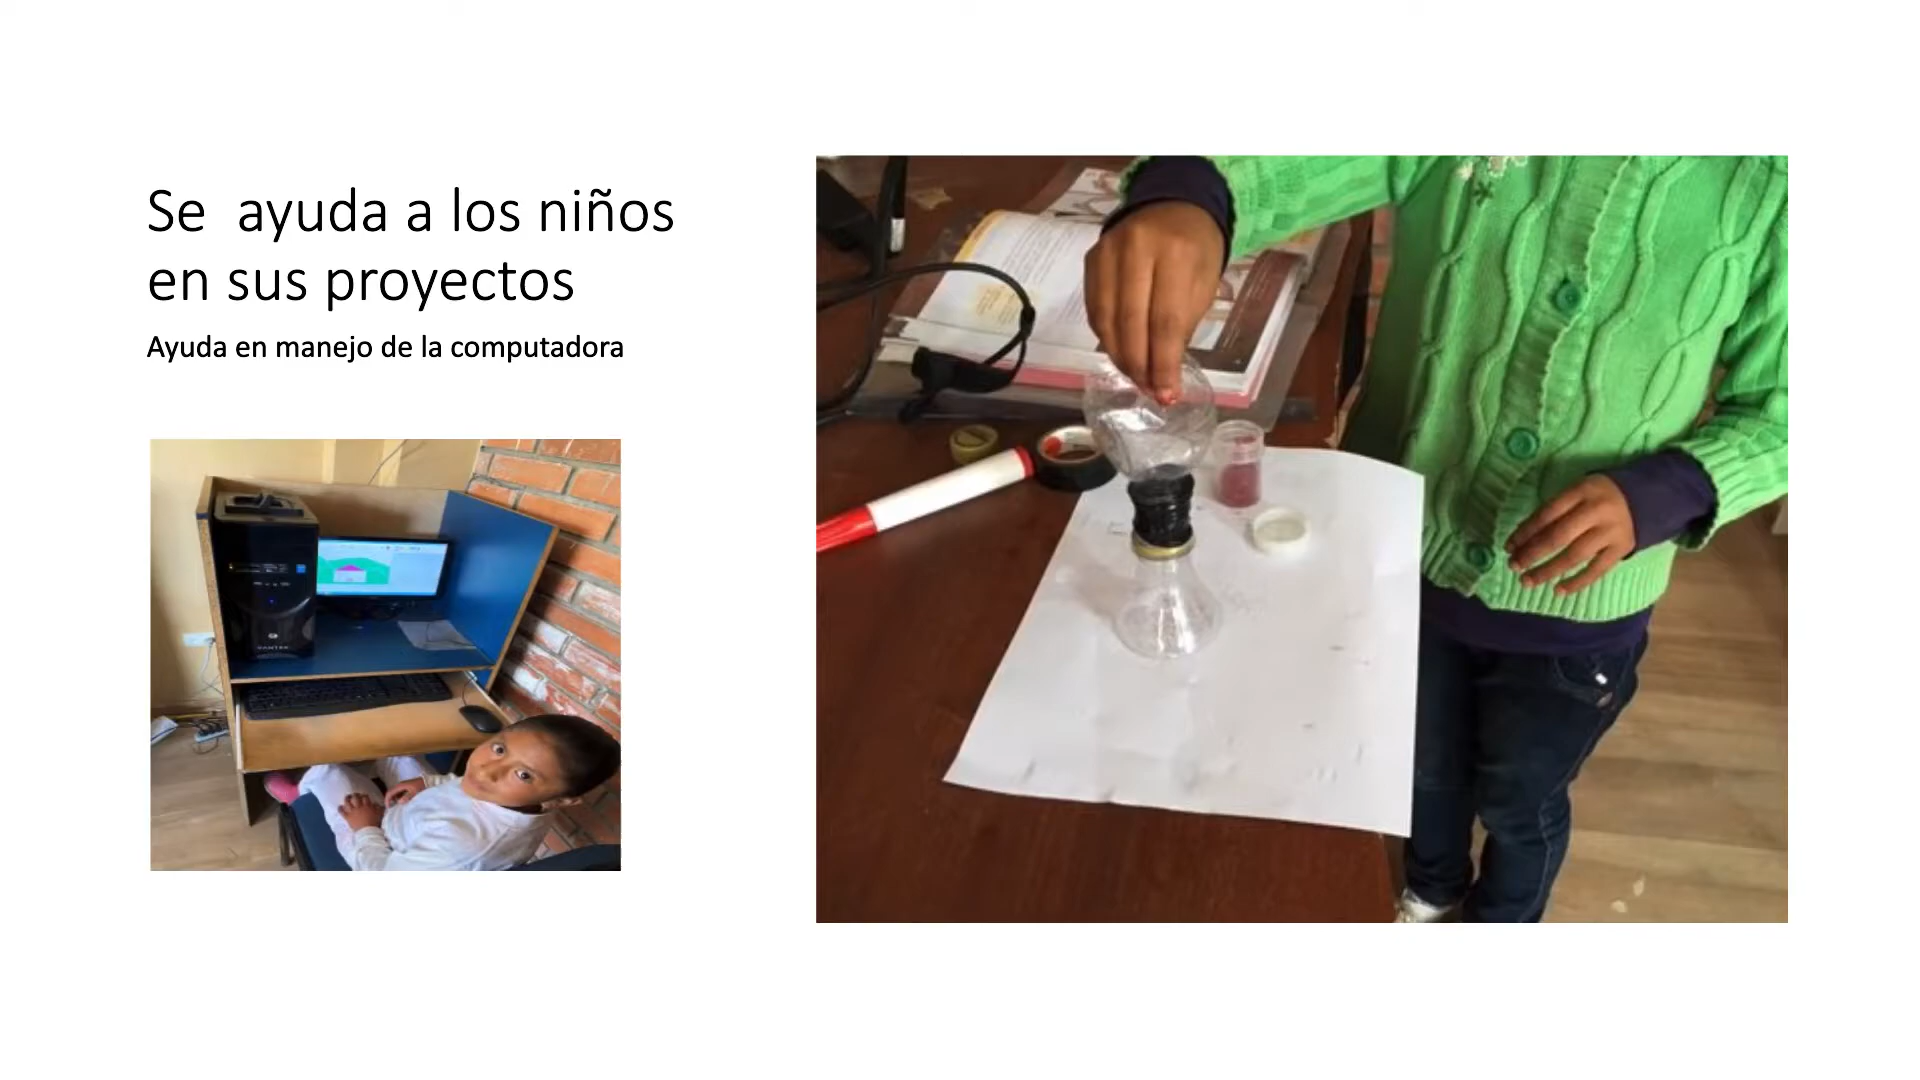 Se  ayuda a los niños
en sus proyectos
Ayuda en manejo de la computadora